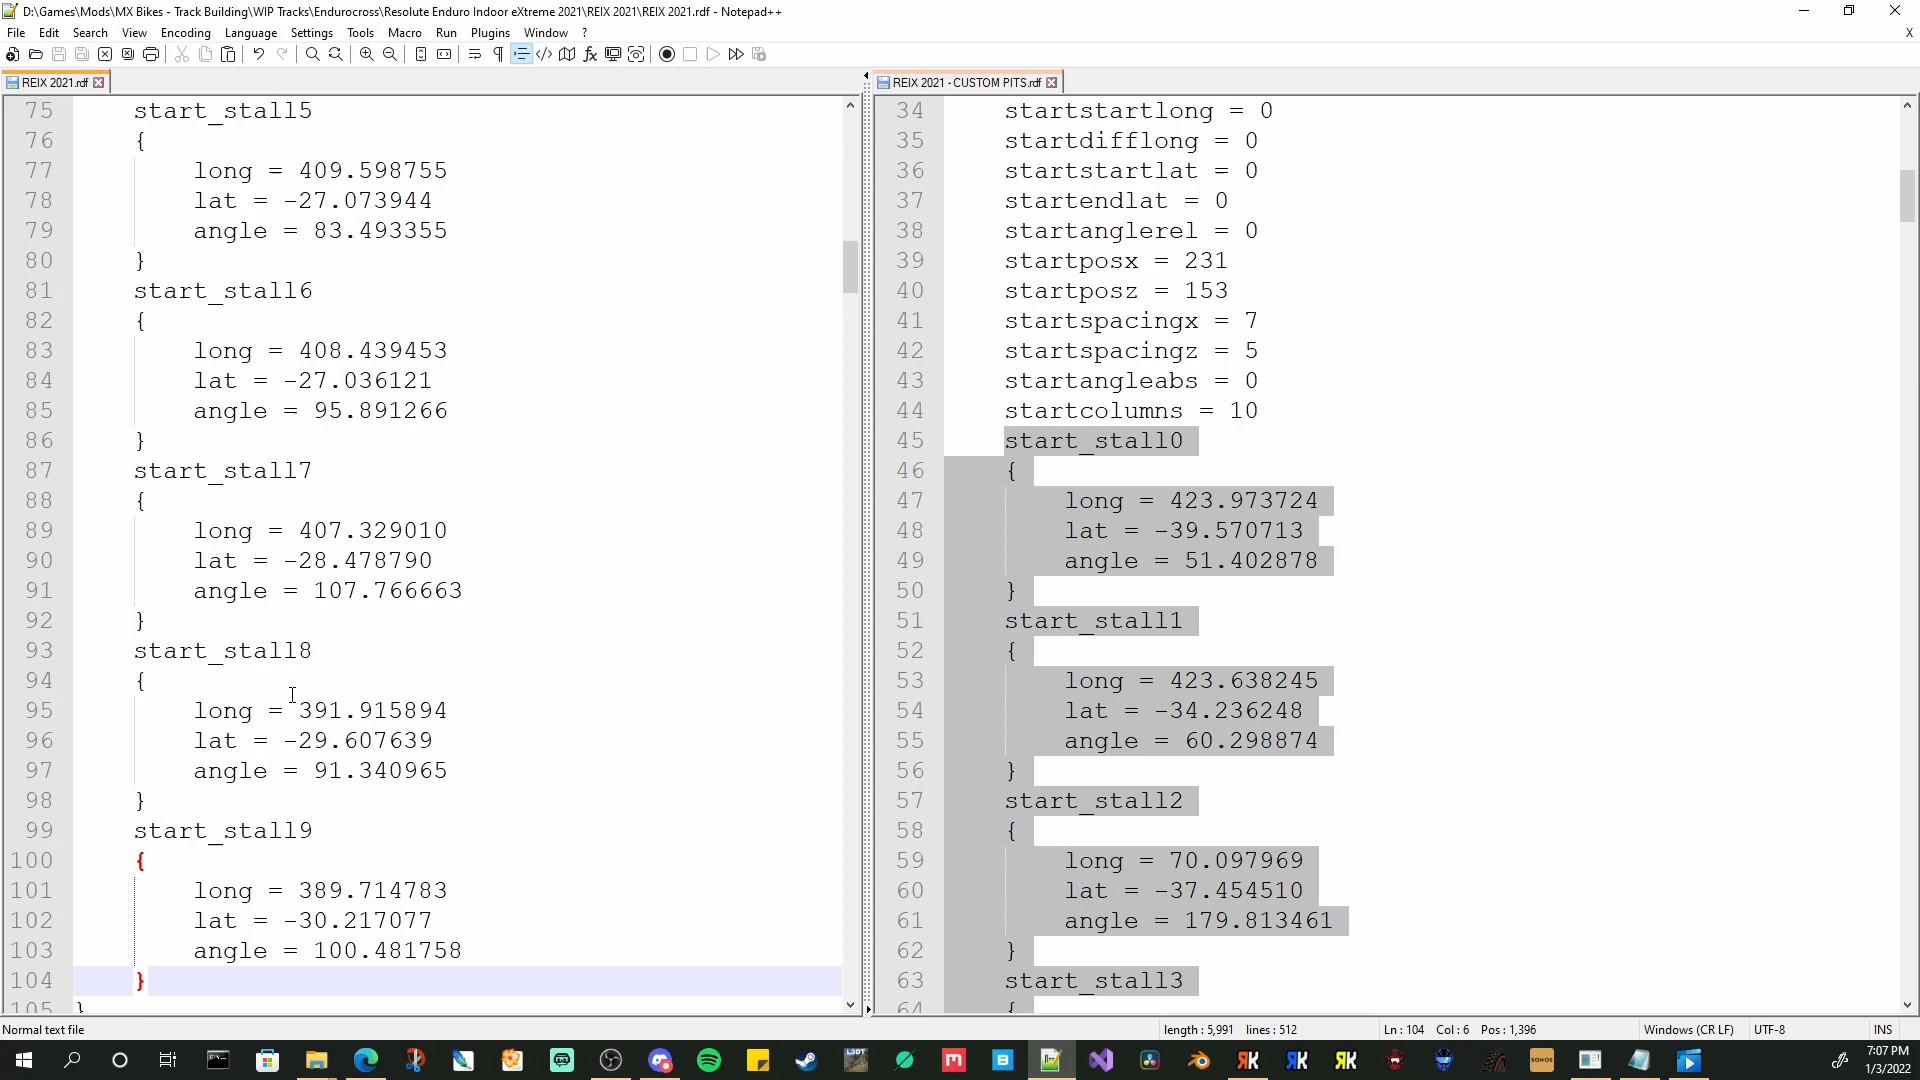 D:\Games\Mods\MX Bikes - Track Building\WIP Tracks\Endurocross\Resolute Enduro Indoor eXtreme 2021\REIX 2021\REIX 2021.rdf - Notepad++
File Edit Search View Encoding Language Settings Tools Macro Run Plugins Window ? X
REIX 2021.rdf
75 start_stall5
76 {
77 long = 409.598755
78 lat = -27.073944
79 angle = 83.493355
80 }
81 start_stall6
82 {
83 long = 408.439453
84 lat = -27.036121
85 angle = 95.891266
86 }
87 start_stall7
88 {
89 long = 407.329010
90 lat = -28.478790
91 angle = 107.766663
92 }
93 start_stall8
94 {
95 long = 391.915894
96 lat = -29.607639
97 angle = 91.340965
98 }
99 start_stall9
100 {
101 long = 389.714783
102 lat = -30.217077
103 angle = 100.481758
104 }
105 }
REIX 2021 - CUSTOM PITS.rdf
34 startstartlong = 0
35 startdifflong = 0
36 startstartlat = 0
37 startendlat = 0
38 startanglerel = 0
39 startposx = 231
40 startposz = 153
41 startspacingx = 7
42 startspacingz = 5
43 startangleabs = 0
44 startcolumns = 10
45 start_stall0
46 {
47 long = 423.973724
48 lat = -39.570713
49 angle = 51.402878
50 }
51 start_stall1
52 {
53 long = 423.638245
54 lat = -34.236248
55 angle = 60.298874
56 }
57 start_stall2
58 {
59 long = 70.097969
60 lat = -37.454510
61 angle = 179.813461
62 }
63 start_stall3
64 {
Normal text file length : 5,991 lines : 512 Ln : 104 Col : 6 Pos : 1,396 Windows (CR LF) UTF-8 INS
L3DT
M
B
RK
RK
RK
SONOS
7:07 PM
1/3/2022